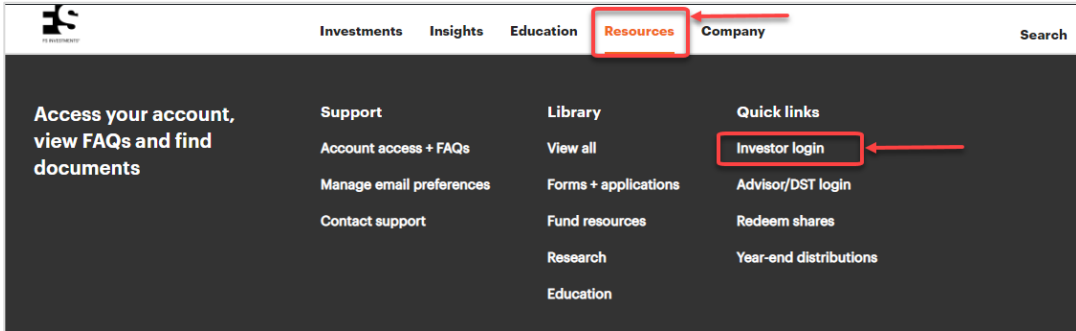 FS
FS INVESTMENTS
Investments
Insights
Education
Resources
Company
Search
Access your account,
view FAQs and find
documents
Support
Account access + FAQs
Manage email preferences
Contact support
Library
View all
Forms + applications
Fund resources
Research
Education
Quick links
Investor login
Advisor/DST login
Redeem shares
Year-end distributions